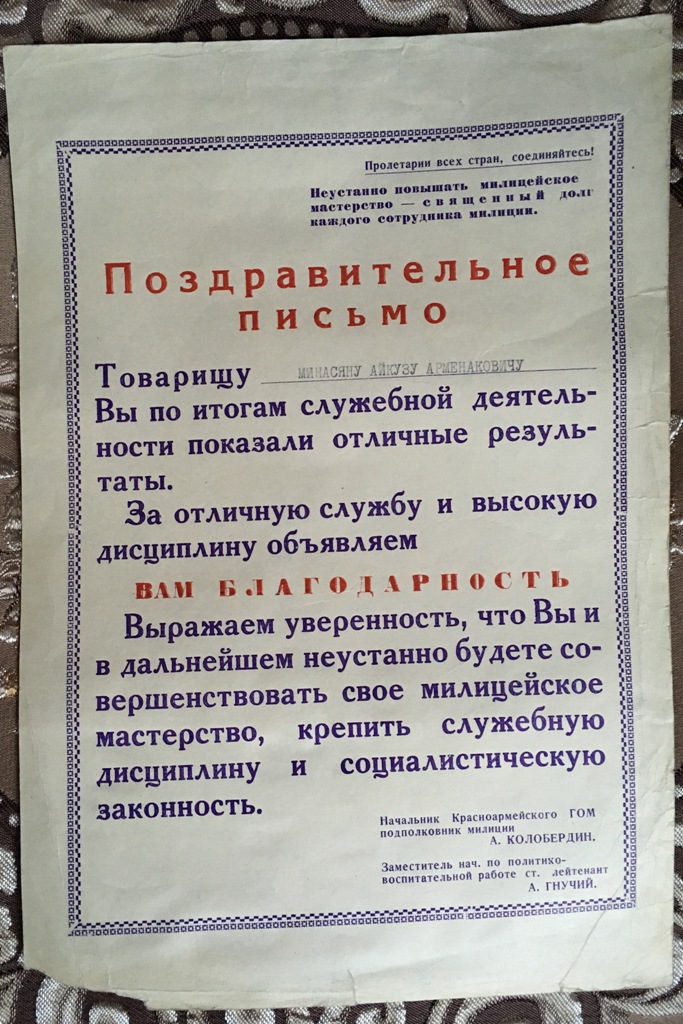 Пролетарии всех стран, соединяйтесь!
Неустанно повышать милицейское
мастерство — священный долг
каждого сотрудника милиции.
Поздравительное
письмо
Товарищу МИНАСЯНУ АЙКУЗУ АРМЕНАКОВИЧУ
Вы по итогам служебной деятель-
ности показали отличные резуль-
таты.
За отличную службу и высокую
дисциплину объявляем
ВАМ БЛАГОДАРНОСТЬ
Выражаем уверенность, что Вы и
в дальнейшем неустанно будете со-
вершенствовать свое милицейское
мастерство, крепить служебную
дисциплину и социалистическую
законность.
Начальник Красноармейского ГОМ
подполковник милиции
А. КОЛОБЕРДИН.
Заместитель нач. по политико-
воспитательной работе ст. лейтенант
А. ГНУЧИЙ.